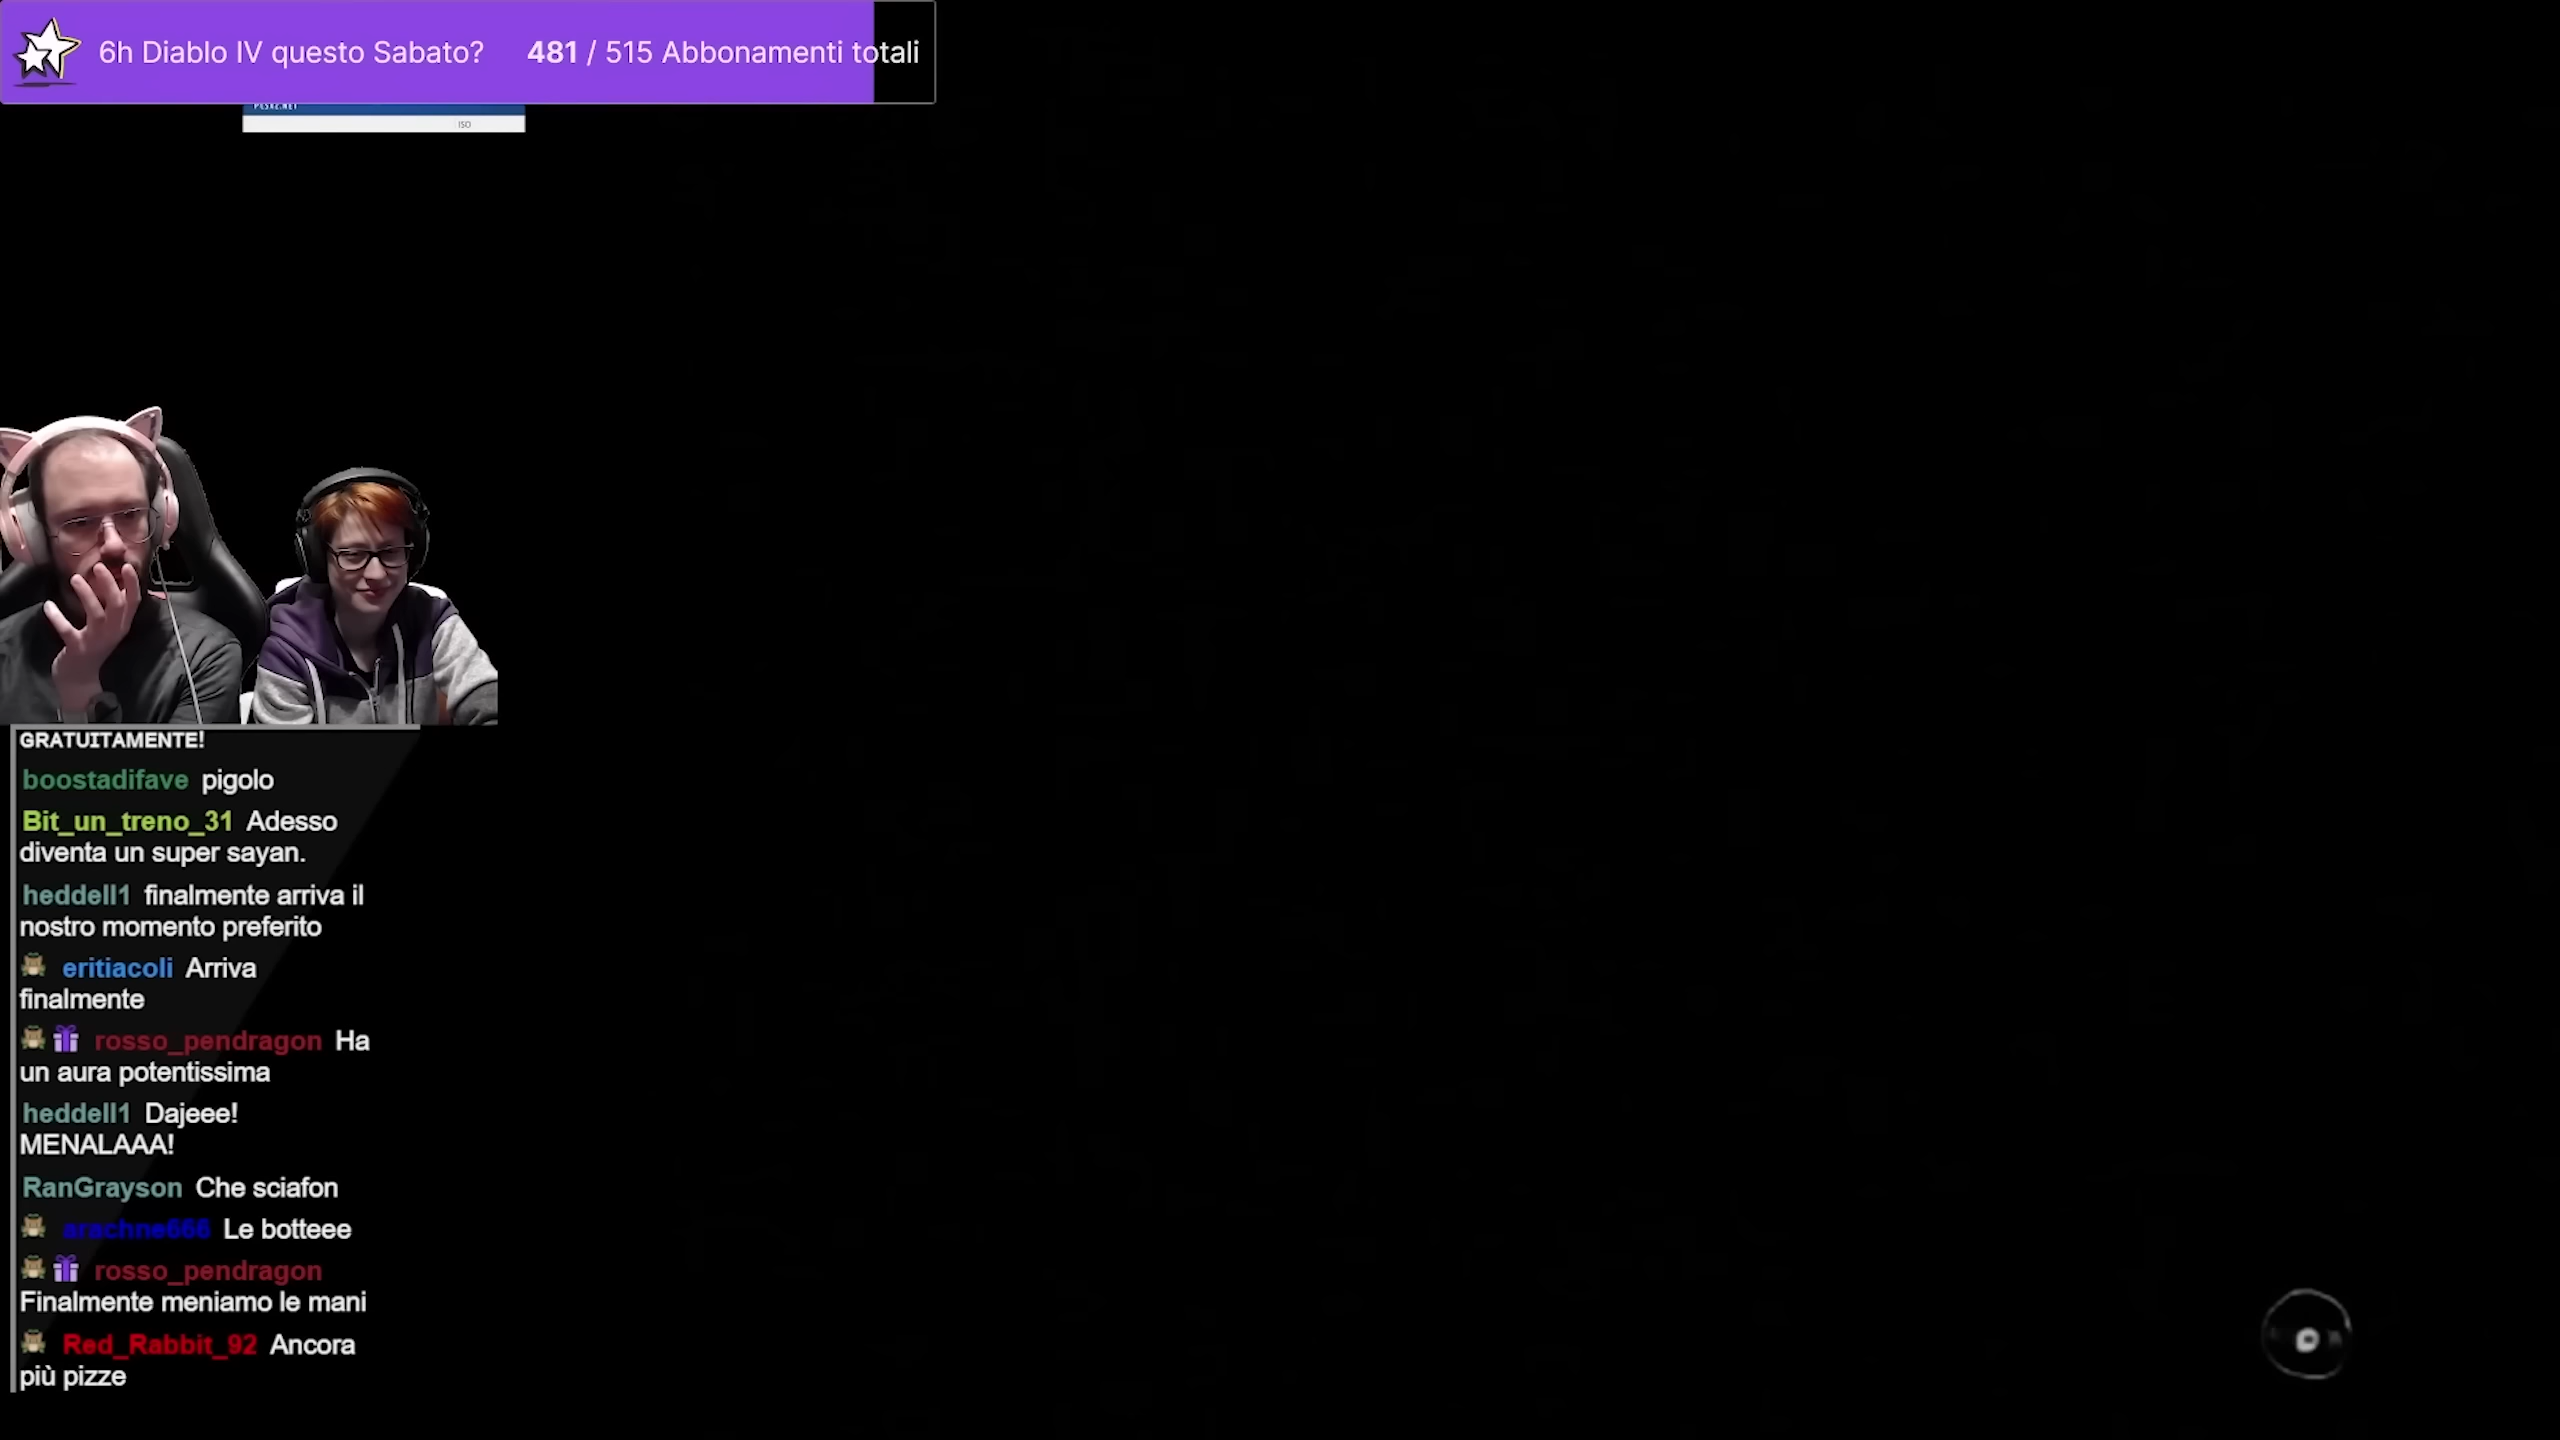 6h Diablo IV questo Sabato? 481 / 515 Abbonamenti totali
ISO
GRATUITAMENTE!
boostadifave pigolo
Bit_un_treno_31 Adesso
diventa un super sayan.
heddell1 finalmente arriva il
nostro momento preferito
eritiacoli Arriva
finalmente
rosso_pendragon Ha
un aura potentissima
heddell1 Dajeee!
MENALAAA!
RanGrayson Che sciafon
arachne666 Le botteee
rosso_pendragon
Finalmente meniamo le mani
Red_Rabbit_92 Ancora
più pizze